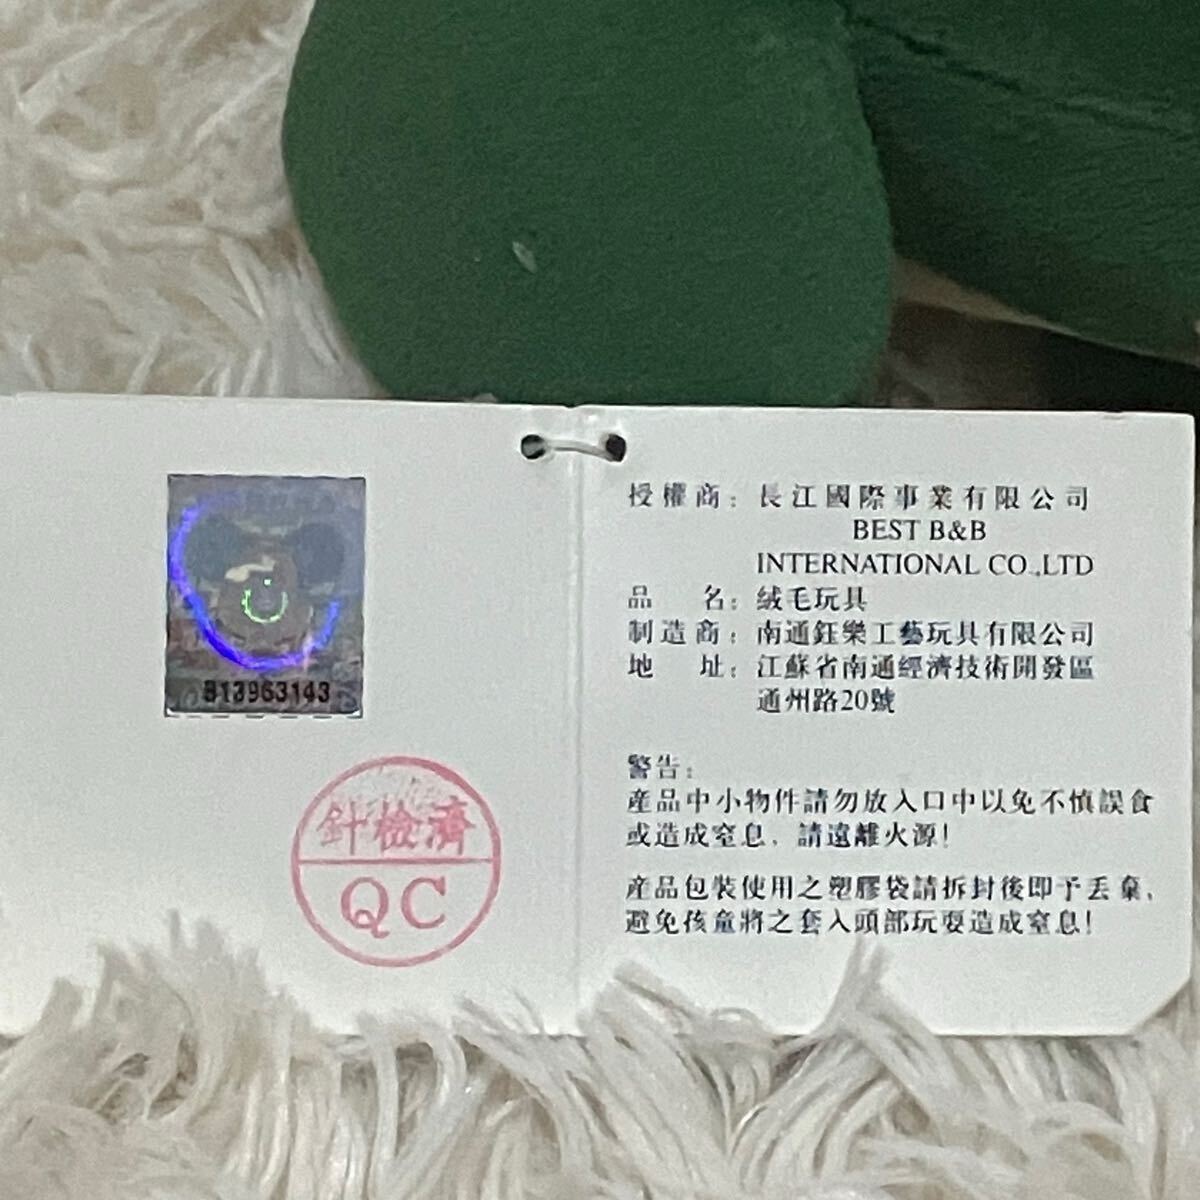 813963143
針檢濟
QC
授權商：長江國際事業有限公司
BEST B&B
INTERNATIONAL CO.,LTD
品　名：絨毛玩具
制造商：南通鈺樂工藝玩具有限公司
地　址：江蘇省南通經濟技術開發區
通州路20號
警告：
産品中小物件請勿放入口中以免不慎誤食
或造成窒息，請遠離火源！
産品包裝使用之塑膠袋請拆封後即予丢棄，
避免孩童將之套入頭部玩耍造成窒息！